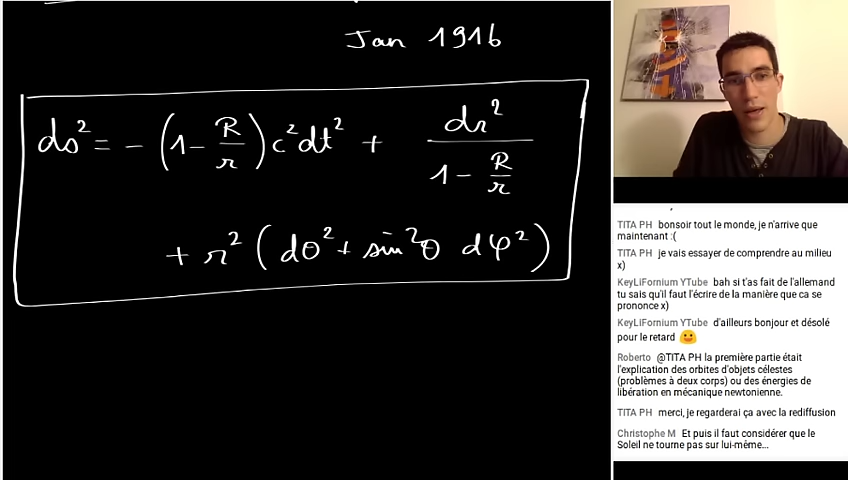 Jan 1916
ds² = - (1 - R/r) c² dt² + dr² / (1 - R/r)
+ r² (dθ² + sin²θ dφ²)
TITA PH bonsoir tout le monde, je n'arrive que
maintenant :(
TITA PH je vais essayer de comprendre au milieu
x)
KeyLiFornium YTube bah si t'as fait de l'allemand
tu sais qu'il faut l'écrire de la manière que ca se
prononce x)
KeyLiFornium YTube d'ailleurs bonjour et désolé
pour le retard
Roberto @TITA PH la première partie était
l'explication des orbites d'objets célestes
(problèmes à deux corps) ou des énergies de
libération en mécanique newtonienne.
TITA PH merci, je regarderai ça avec la rediffusion
Christophe M Et puis il faut considérer que le
Soleil ne tourne pas sur lui-même...